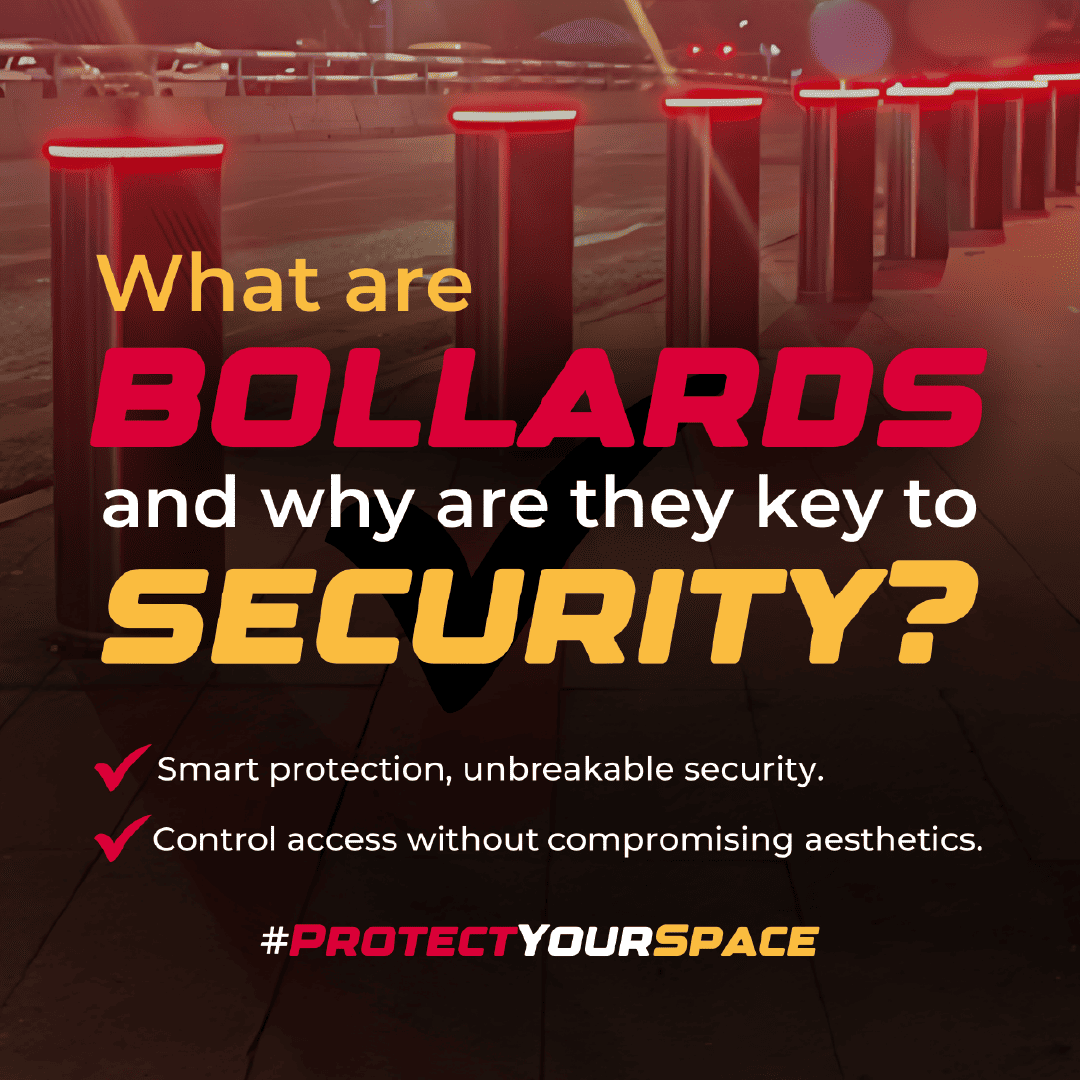 What are
BOLLARDS
and why are they key to
SECURITY?
Smart protection, unbreakable security.
Control access without compromising aesthetics.
#PROTECTYOURSPACE